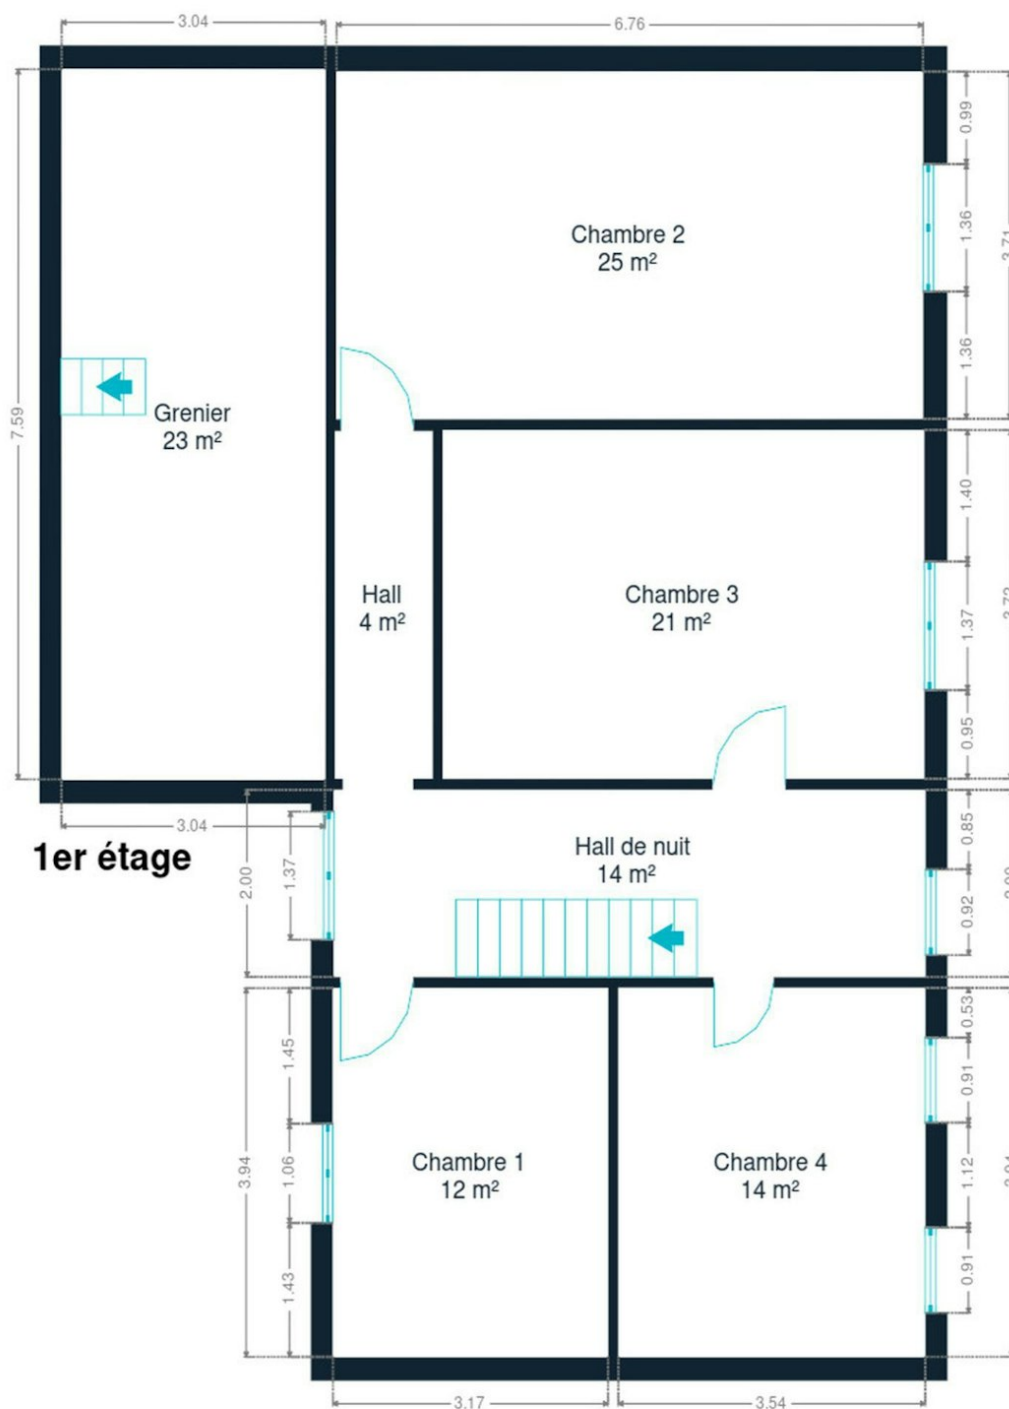 3.04
6.76
0.99
Chambre 2
25 m²
1.36
3.71
1.36
7.59
Grenier
23 m²
1.40
Hall
4 m²
Chambre 3
21 m²
1.37
0.95
3.04
1er étage
2.00
1.37
Hall de nuit
14 m²
0.85
0.92
0.53
1.45
0.91
3.94
1.06
Chambre 1
12 m²
Chambre 4
14 m²
1.12
1.43
0.91
3.17
3.54